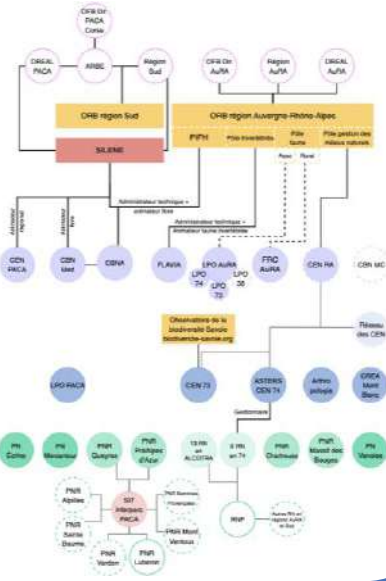 OFB Dir
PACA
Corse
DREAL
PACA
ARBE
Région
Sud
OFB Dir
AuRA
Région
AuRA
DREAL
AuRA
ORB région Sud
ORB région Auvergne-Rhône-Alpes
SILENE
PIFH
Pôle invertébrés
Pôle
faune
Pôle gestion des
milieux naturels
Administrateur technique +
animateur flore
Administrateur technique +
animateur faune invertébrée
CEN
PACA
CBN
Med
CBNA
FLAVIA
LPO AuRA
LPO
74
LPO
73
LPO
38
FRC
AuRA
CEN RA
Observatoire de la
biodiversité Savoie
biodiversite-savoie.org
Réseau
des CEN
LPO PACA
CEN 73
ASTERS
CEN 74
Arthro
pologia
CREA
Mont
Blanc
Gestionnaire
PN
Écrins
PN
Mercantour
PNR
Queyras
PNR
Préalpes
d'Azur
PNR
Chartreuse
PNR
Massif des
Bauges
PN
Vanoise
PNR
Alpilles
SIT
interparc
PACA
PNR
Sainte
Baume
PNR Mont
Ventoux
PNR
Verdon
PNR
Luberon
RNF